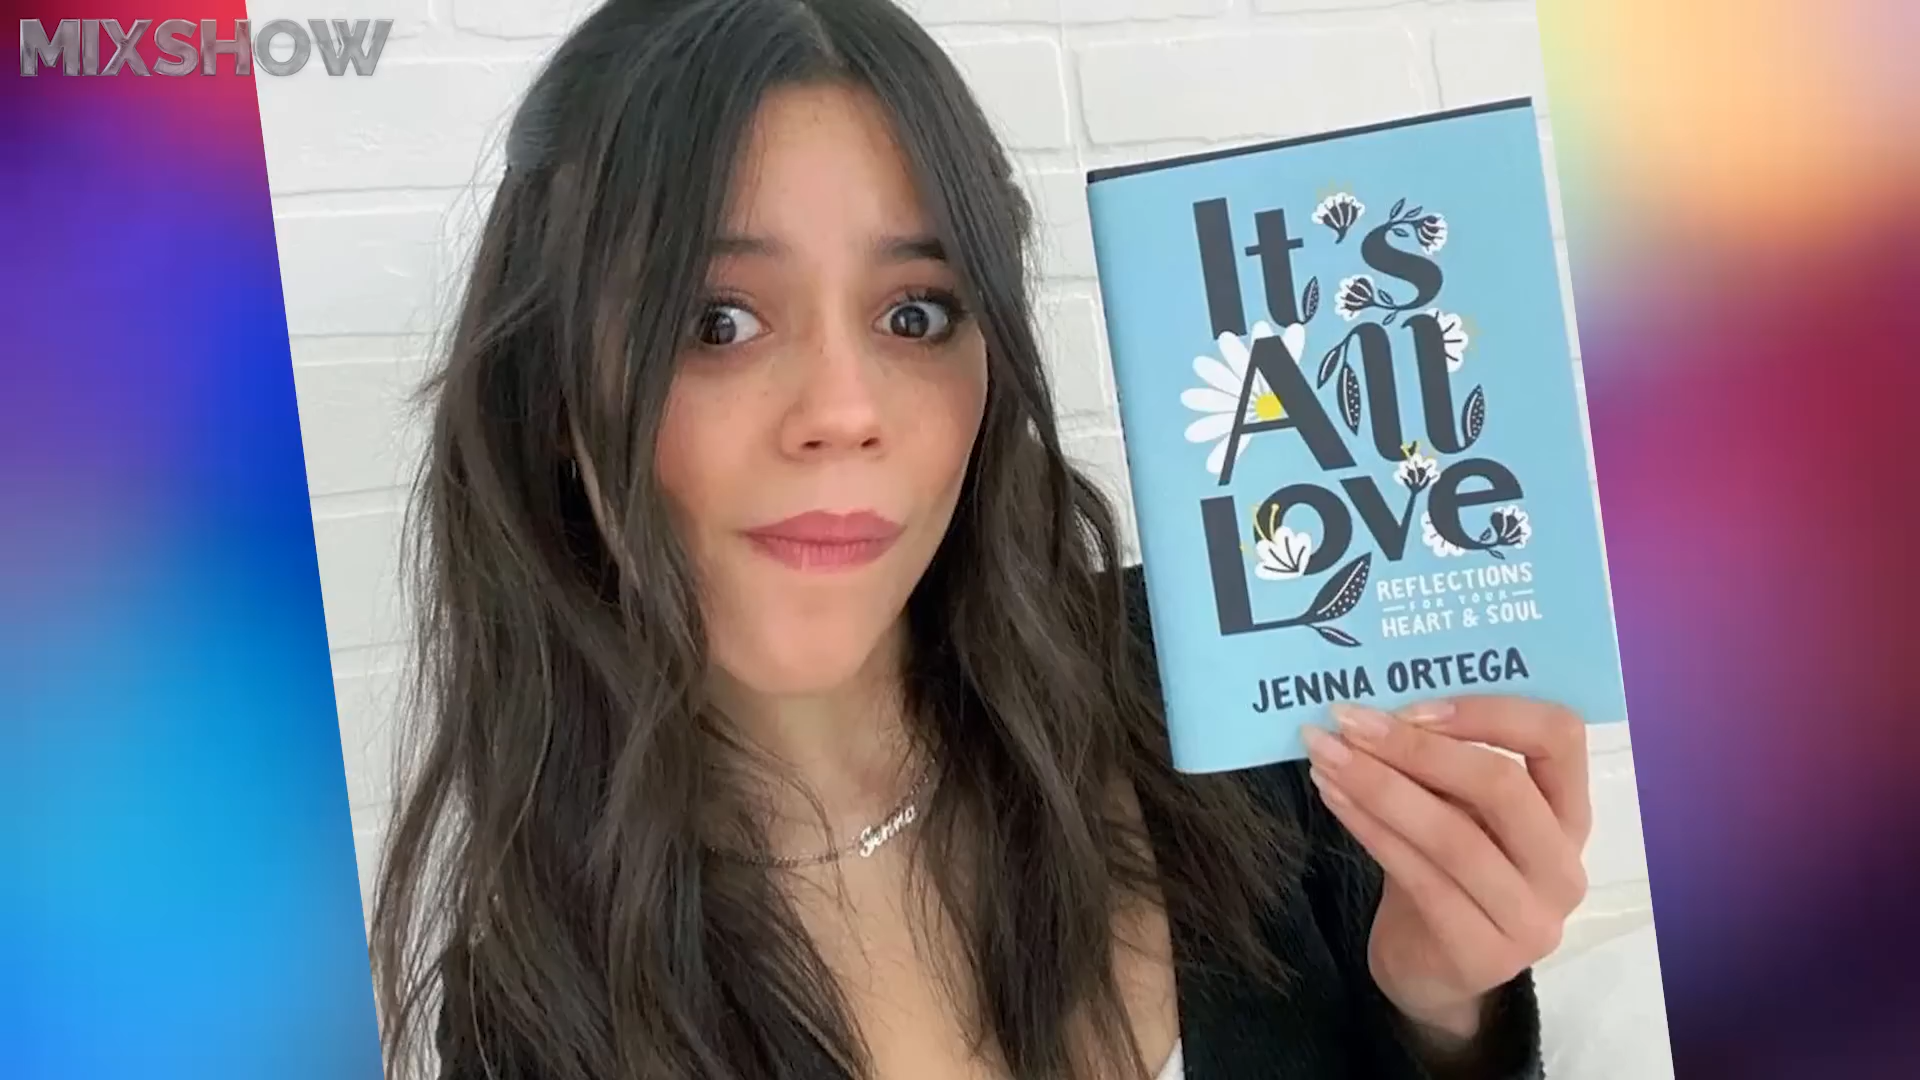 MIXSHOW
It's
All
Love
REFLECTIONS
FOR YOUR
HEART & SOUL
JENNA ORTEGA
Jenna